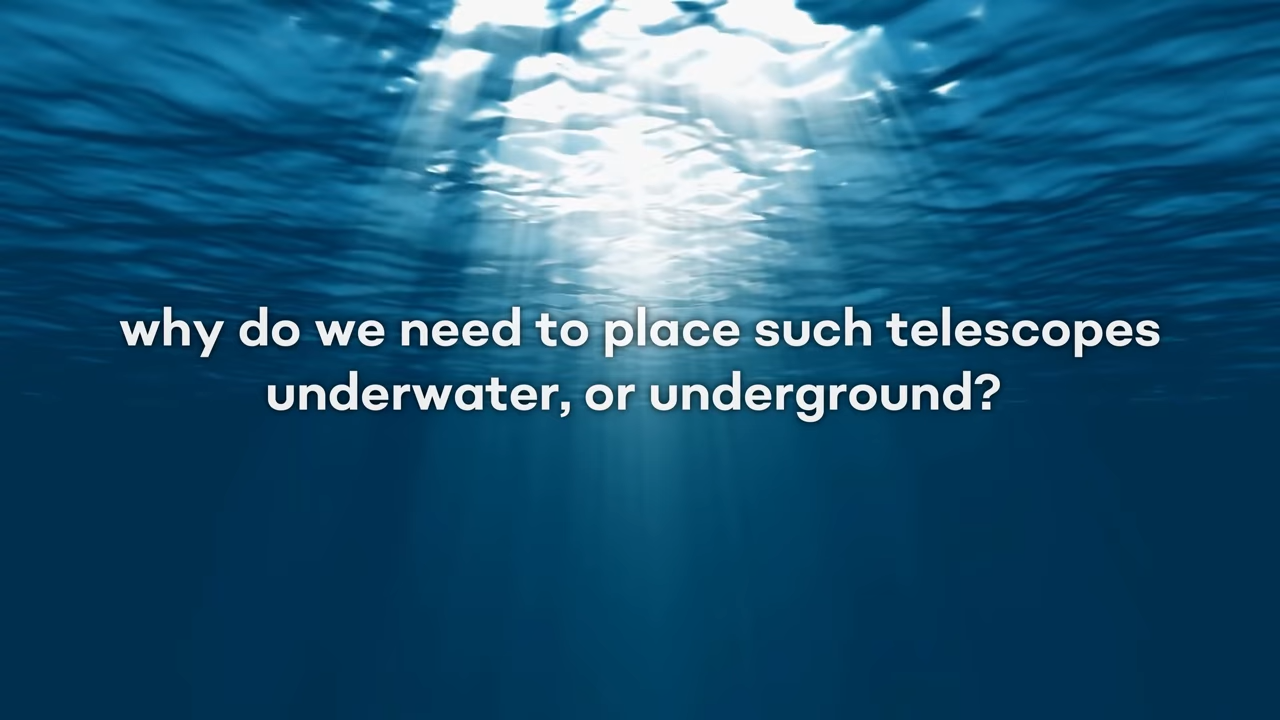 why do we need to place such telescopes
underwater, or underground?